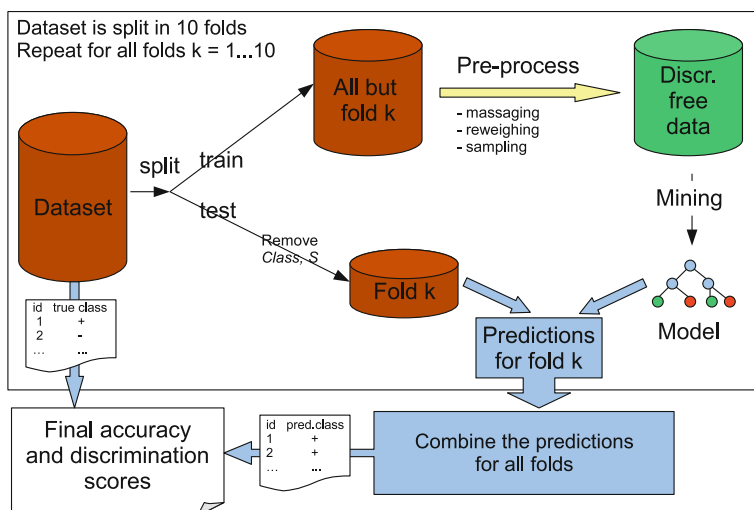 Dataset is split in 10 folds
Repeat for all folds k = 1...10
All but
fold k
Pre-process
- massaging
- reweighing
- sampling
Discr.
free
data
split
train
test
Dataset
Remove
Class, S
Fold k
Mining
Model
id true class
1 +
2 -
... ...
Predictions
for fold k
Final accuracy
and discrimination
scores
id pred.class
1 +
2 +
... ...
Combine the predictions
for all folds